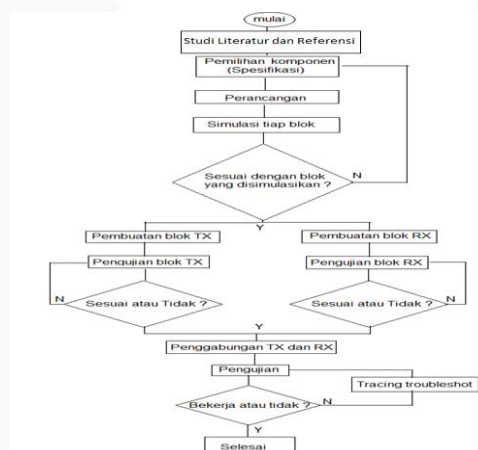 mulai
Studi Literatur dan Referensi
Pemilihan komponen
(Spesifikasi)
Perancangan
Simulasi tiap blok
Sesuai dengan blok
yang disimulasikan ?
N
Y
Pembuatan blok TX
Pembuatan blok RX
Pengujian blok TX
Pengujian blok RX
N
Sesuai atau Tidak ?
Sesuai atau Tidak ?
N
Y
Penggabungan TX dan RX
Pengujian
Tracing troubleshot
Bekerja atau tidak ?
N
Y
Selesai